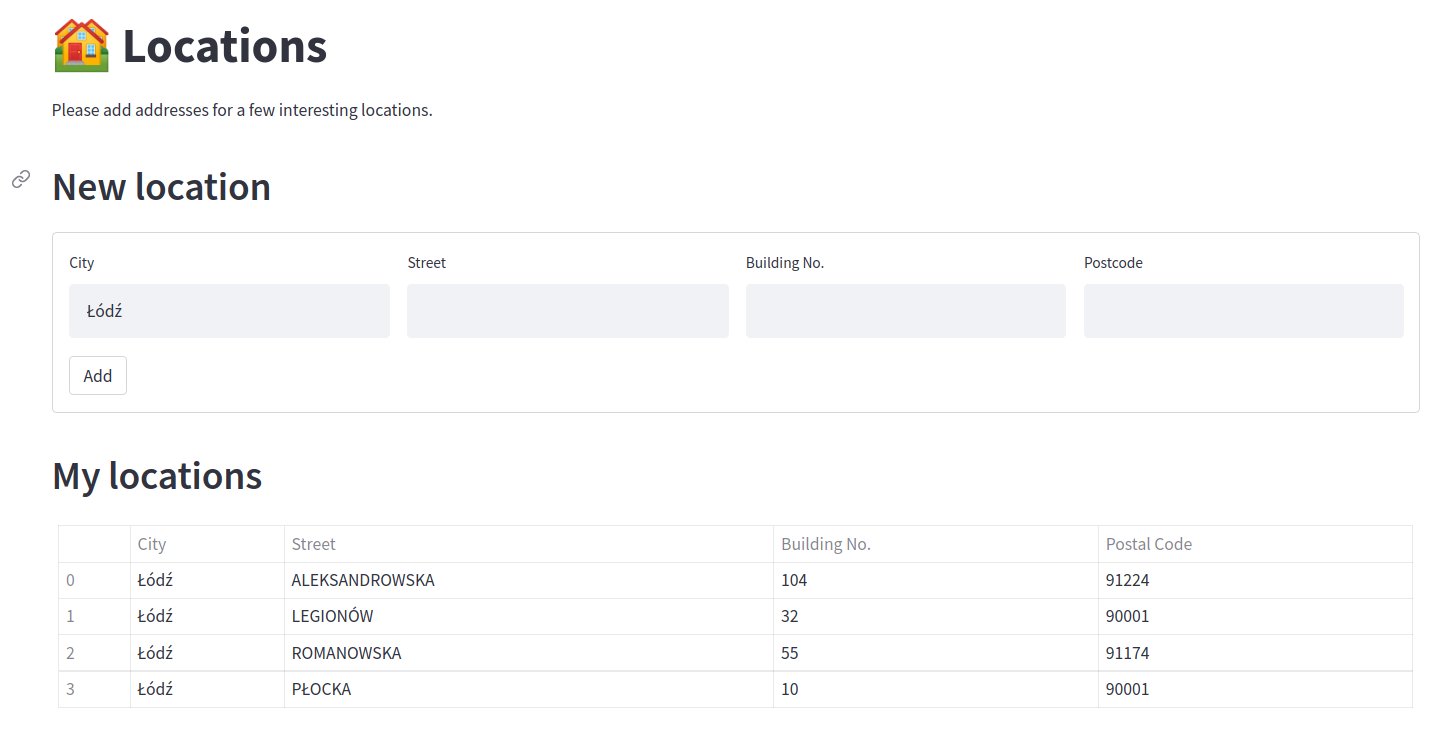 Locations
Please add addresses for a few interesting locations.
New location
City Street Building No. Postcode
Łódź
Add
My locations
City Street Building No. Postal Code
0 Łódź ALEKSANDROWSKA 104 91224
1 Łódź LEGIONÓW 32 90001
2 Łódź ROMANOWSKA 55 91174
3 Łódź PŁOCKA 10 90001